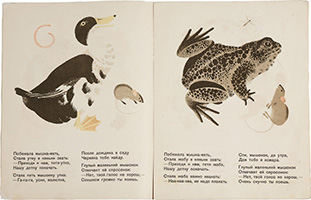 Побежала мышка-мать,
Стала утку в няньки звать:
— Приходи к нам, тетя утка,
Нашу детку покачать.
Стала петь мышонку утка:
— Га-га-га, усни, малютка,
После дождика в саду
Червяка тебе найду.
Глупый маленький мышонок
Отвечает ей спросонок:
— Нет, твой голос не хорош,
Слишком громко ты поешь.
Побежала мышка-мать,
Стала жабу в няньки звать:
— Приходи к нам, тетя жаба,
Нашу детку покачать.
Стала жаба важно квакать:
— Ква-ква-ква, не надо плакать.
Спи, мышонок, до утра,
Дам тебе я комара.
Глупый маленький мышонок
Отвечает ей спросонок:
— Нет, твой голос не хорош,
Очень скучно ты поешь.